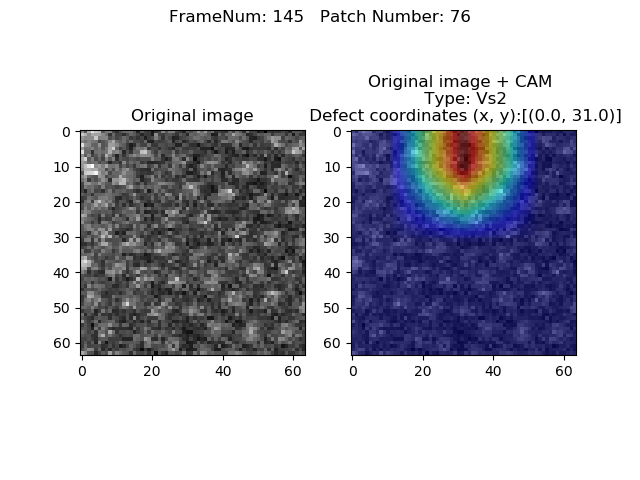 FrameNum: 145   Patch Number: 76
Original image
Original image + CAM
Type: Vs2
Defect coordinates (x, y):[(0.0, 31.0)]
0
10
20
30
40
50
60
0 20 40 60
0
10
20
30
40
50
60
0 20 40 60